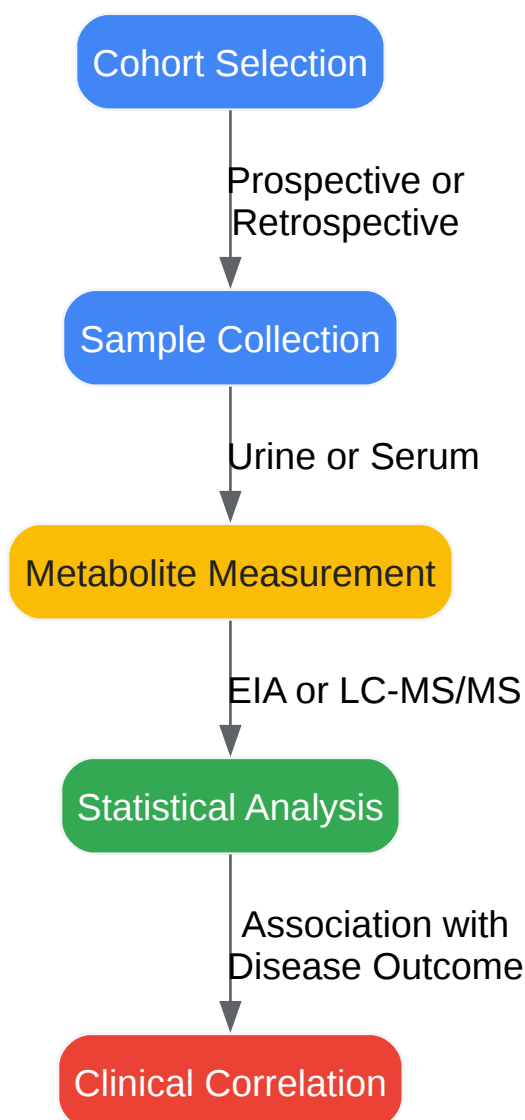 Cohort Selection
Prospective or
Retrospective
Sample Collection
Urine or Serum
Metabolite Measurement
EIA or LC-MS/MS
Statistical Analysis
Association with
Disease Outcome
Clinical Correlation